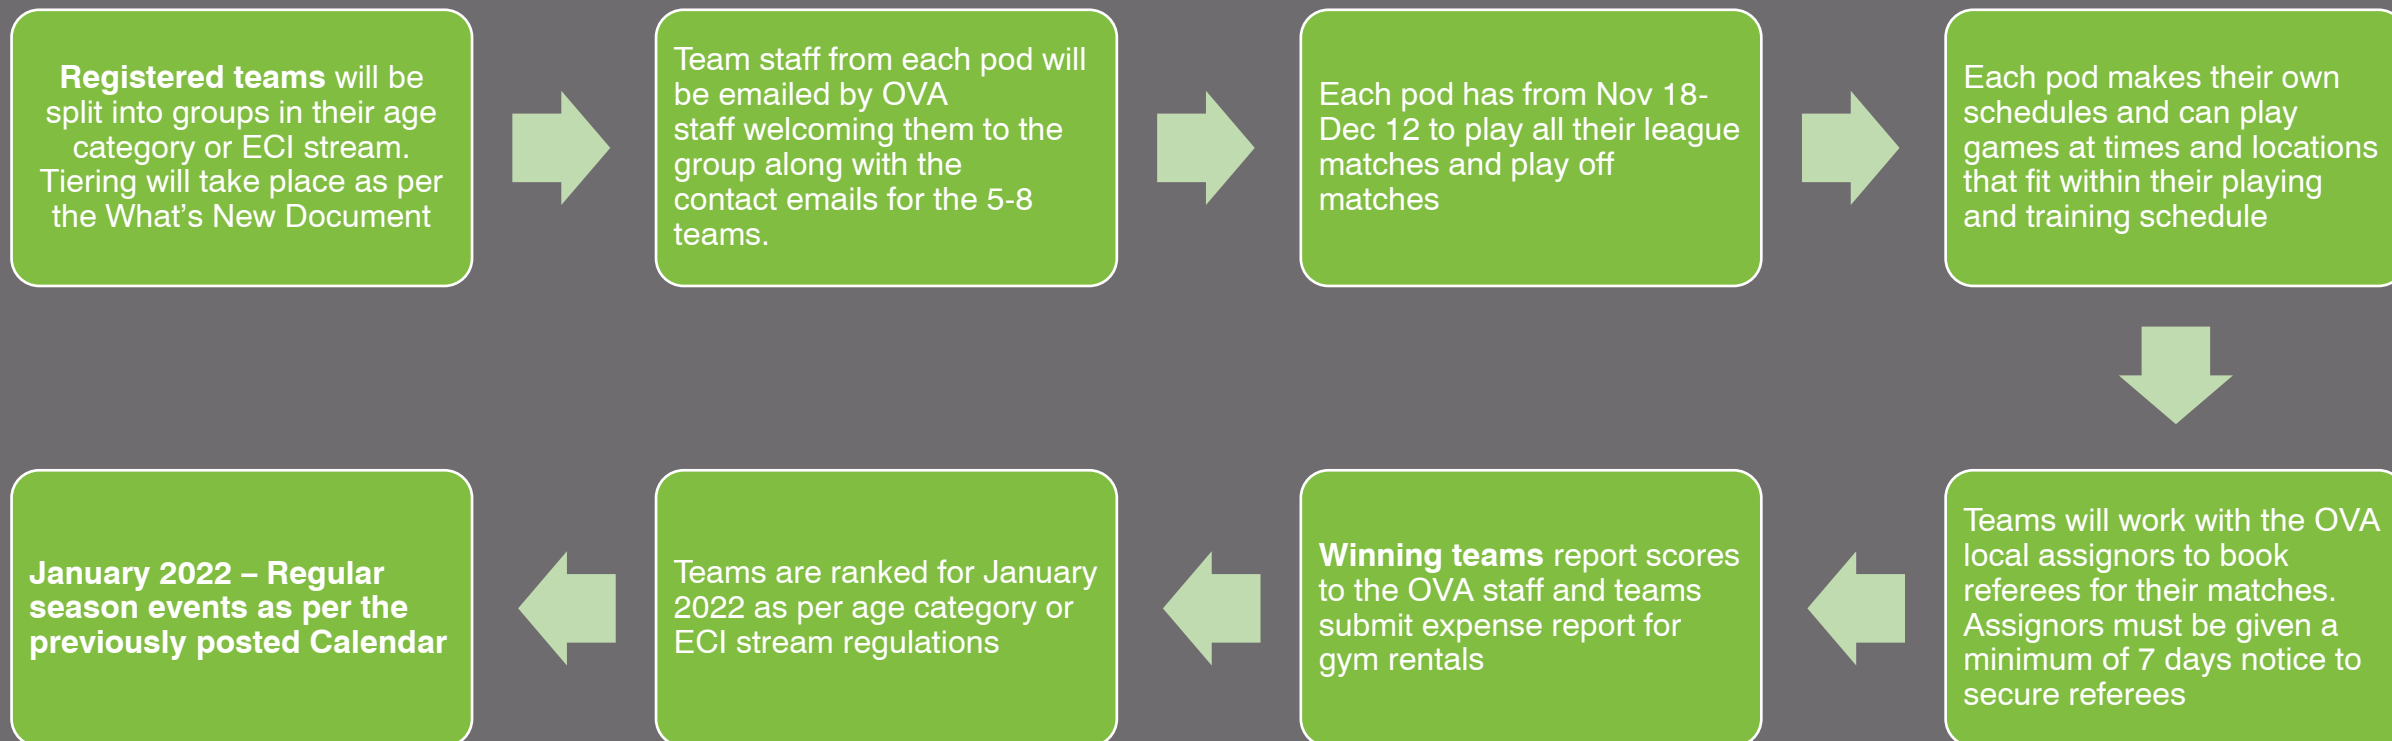 Registered teams will be
split into groups in their age
category or ECI stream.
Tiering will take place as per
the What's New Document
Team staff from each pod will
be emailed by OVA
staff welcoming them to the
group along with the
contact emails for the 5-8
teams.
Each pod has from Nov 18-
Dec 12 to play all their league
matches and play off
matches
Each pod makes their own
schedules and can play
games at times and locations
that fit within their playing
and training schedule
Teams will work with the OVA
local assignors to book
referees for their matches.
Assignors must be given a
minimum of 7 days notice to
secure referees
Winning teams report scores
to the OVA staff and teams
submit expense report for
gym rentals
Teams are ranked for January
2022 as per age category or
ECI stream regulations
January 2022 – Regular
season events as per the
previously posted Calendar